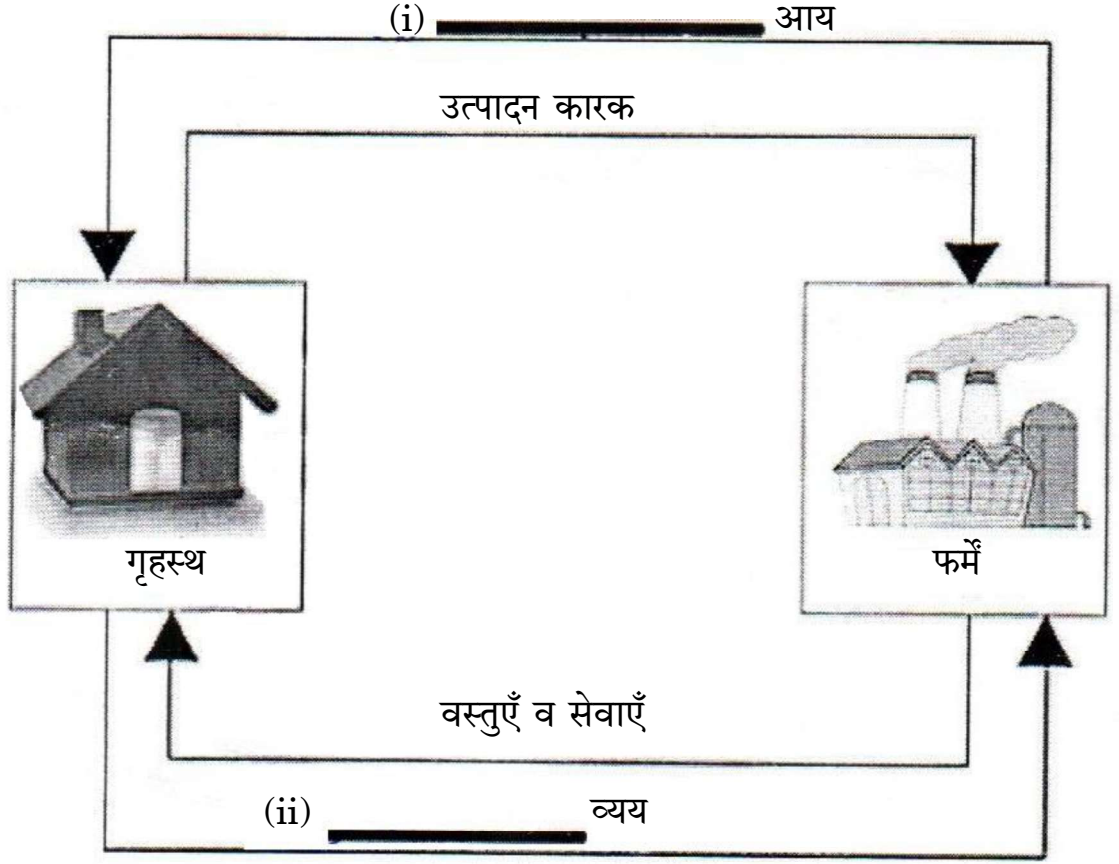 (i) आय
उत्पादन कारक
गृहस्थ
फर्में
वस्तुएँ व सेवाएँ
(ii) व्यय